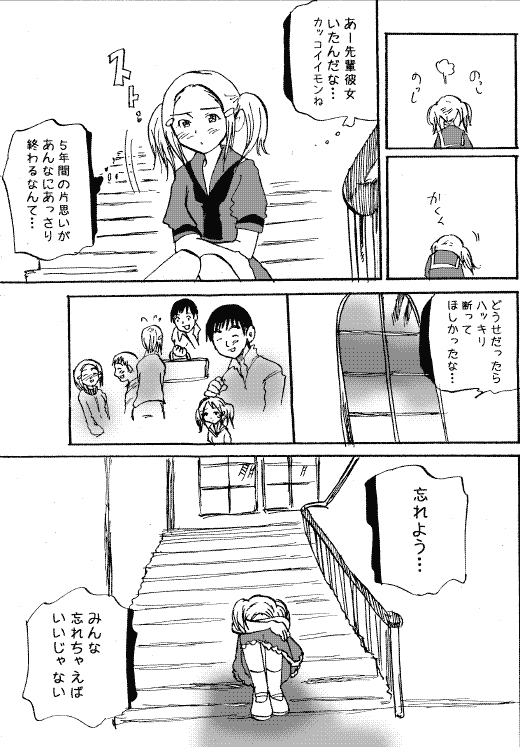 のっし
のっし
かくん
あー先輩彼女
いたんだな…
カッコイイモンね
ストン
5年間の片思いが
あんなにあっさり
終わるなんて…
どうせだったら
ハッキリ
断って
ほしかったな…
忘れよう…
みんな
忘れちゃえば
いいじゃない